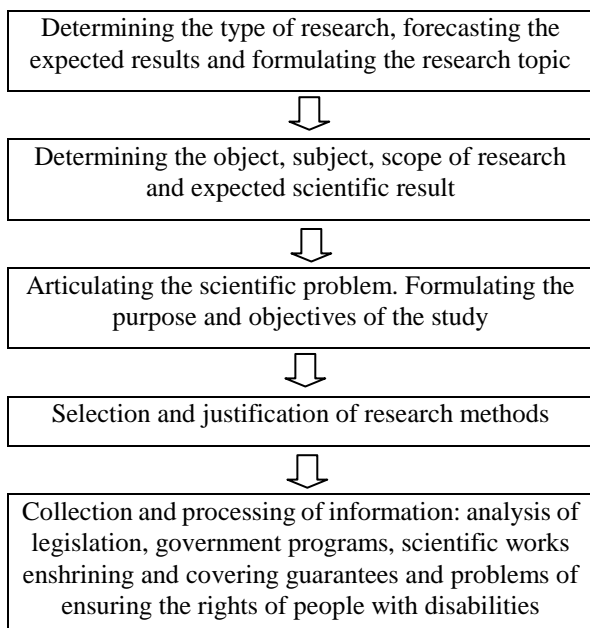 Determining the type of research, forecasting the
expected results and formulating the research topic
Determining the object, subject, scope of research
and expected scientific result
Articulating the scientific problem. Formulating the
purpose and objectives of the study
Selection and justification of research methods
Collection and processing of information: analysis of
legislation, government programs, scientific works
enshrining and covering guarantees and problems of
ensuring the rights of people with disabilities